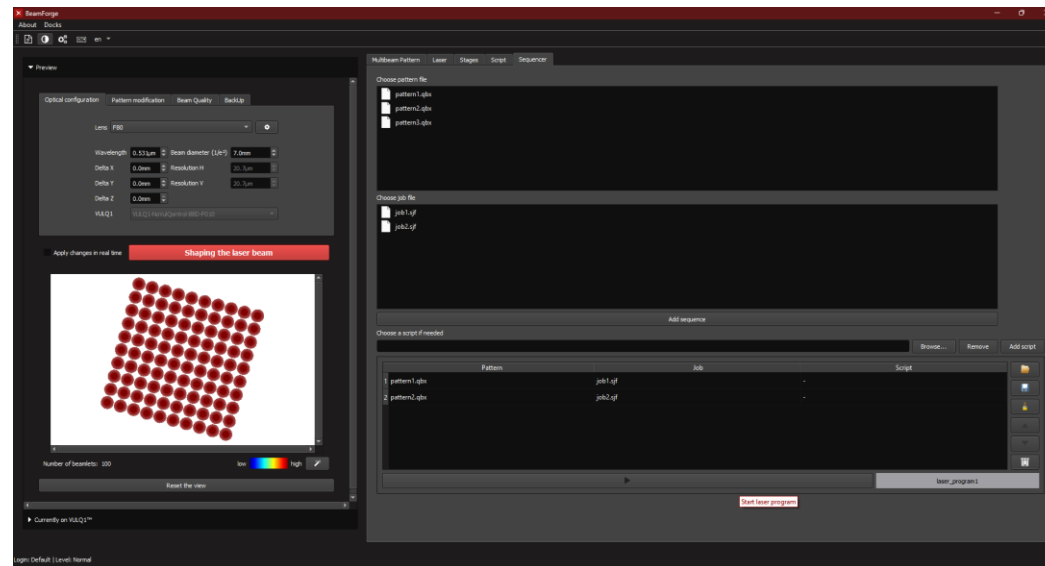 BeamForge
About Docks
en
Preview
Optical configuration Pattern modification Beam Quality BackUp
Lens F80
Wavelength 0.531µm Beam diameter (1/e²) 7.0mm
Delta X 0.0mm Resolution H 20.7µm
Delta Y 0.0mm Resolution V 20.7µm
Delta Z 0.0mm
VULQ1
Apply changes in real time Shaping the laser beam
Number of beamlets: 100 low high
Reset the view
Currently on VULQ1™
Login: Default | Level: Normal
Multibeam Pattern Laser Stages Script Sequencer
Choose pattern file
pattern1.qbx
pattern2.qbx
pattern3.qbx
Choose job file
job1.sjf
job2.sjf
Add sequence
Choose a script if needed
Browse... Remove Add script
Pattern Job Script
1 pattern1.qbx job1.sjf -
2 pattern2.qbx job2.sjf -
laser_program1
Start laser program